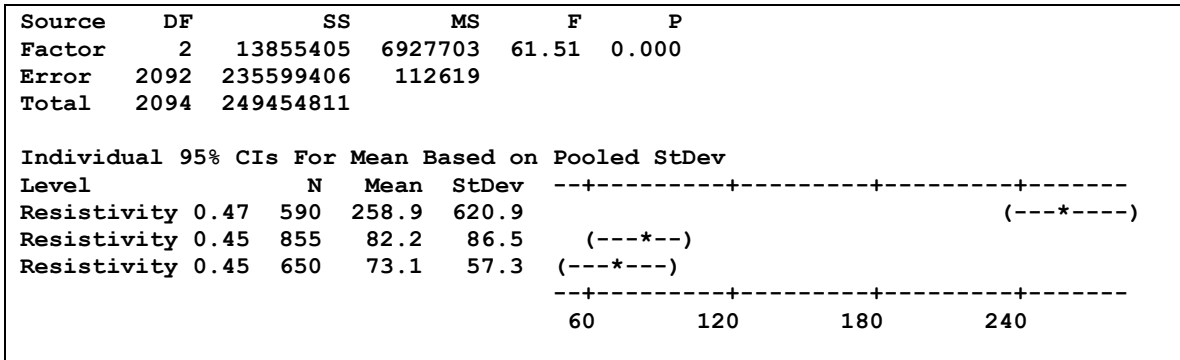 Source DF SS MS F P
Factor 2 13855405 6927703 61.51 0.000
Error 2092 235599406 112619
Total 2094 249454811
Individual 95% CIs For Mean Based on Pooled StDev
Level N Mean StDev --+---------+---------+---------+-------
Resistivity 0.47 590 258.9 620.9 (---*----)
Resistivity 0.45 855 82.2 86.5 (---*--)
Resistivity 0.45 650 73.1 57.3 (---*---)
--+---------+---------+---------+-------
60 120 180 240